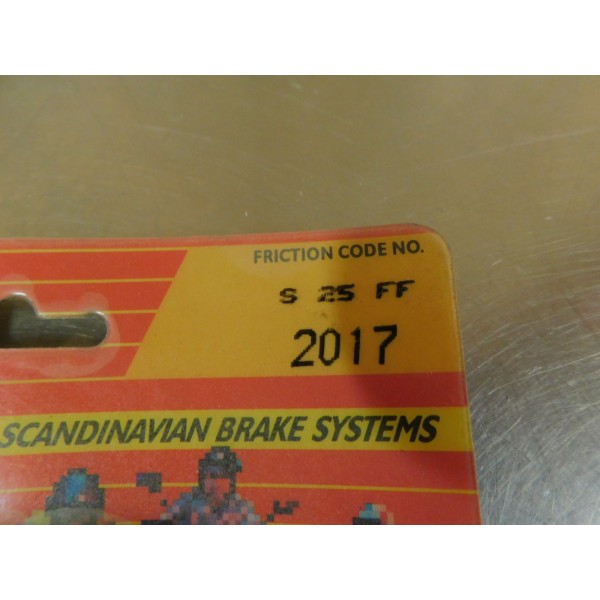 FRICTION CODE NO.
S 25 FF
2017
SCANDINAVIAN BRAKE SYSTEMS